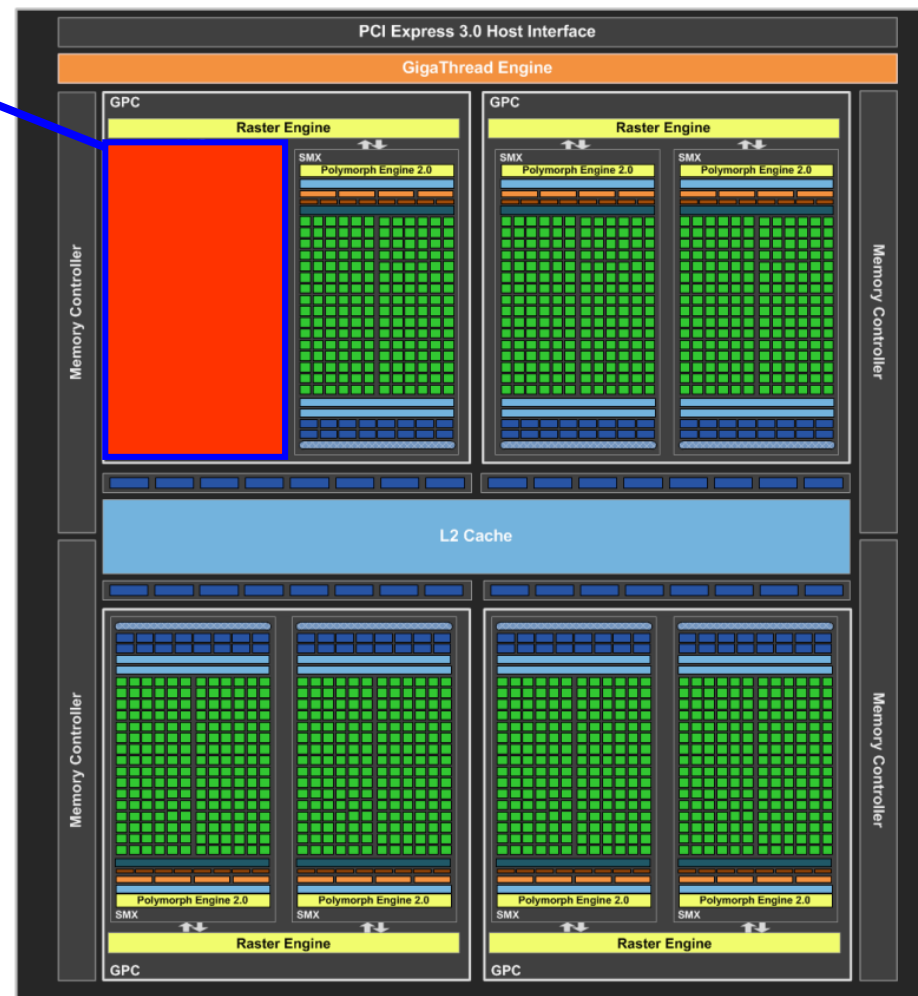 PCI Express 3.0 Host Interface
GigaThread Engine
GPC
Raster Engine
SMX
Polymorph Engine 2.0
GPC
Raster Engine
SMX
Polymorph Engine 2.0
SMX
Polymorph Engine 2.0
Memory Controller
Memory Controller
L2 Cache
Memory Controller
Memory Controller
Polymorph Engine 2.0
SMX
Polymorph Engine 2.0
SMX
Raster Engine
GPC
Polymorph Engine 2.0
SMX
Polymorph Engine 2.0
SMX
Raster Engine
GPC